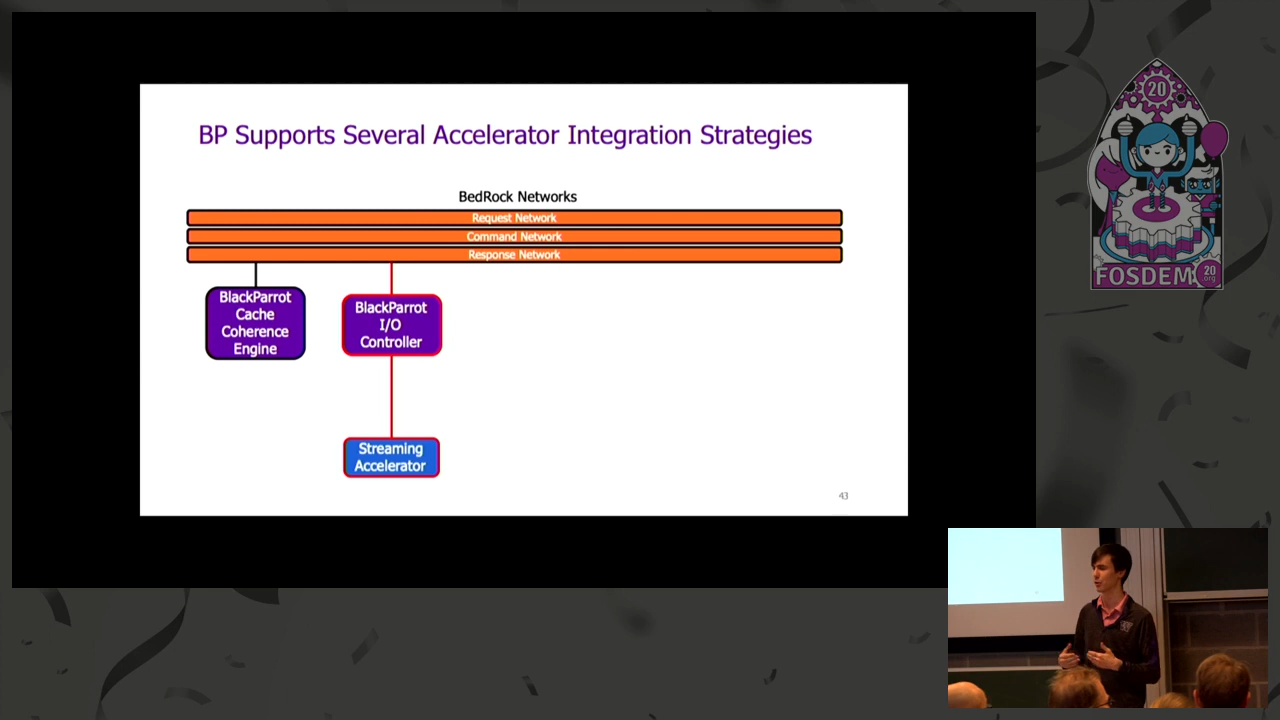 BP Supports Several Accelerator Integration Strategies
BedRock Networks
Request Network
Command Network
Response Network
BlackParrot
Cache
Coherence
Engine
BlackParrot
I/O
Controller
Streaming
Accelerator
43
20
FOSDEM
20
.org